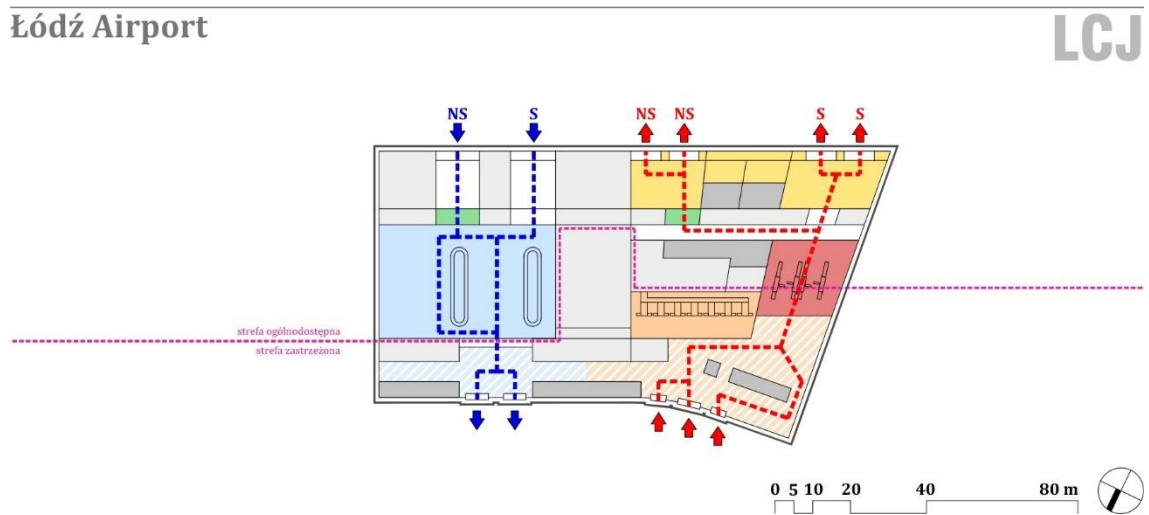 Łódź Airport
LCJ
NS S NS NS S S
strefa ogólnodostępna
strefa zastrzeżona
0 5 10 20 40 80 m